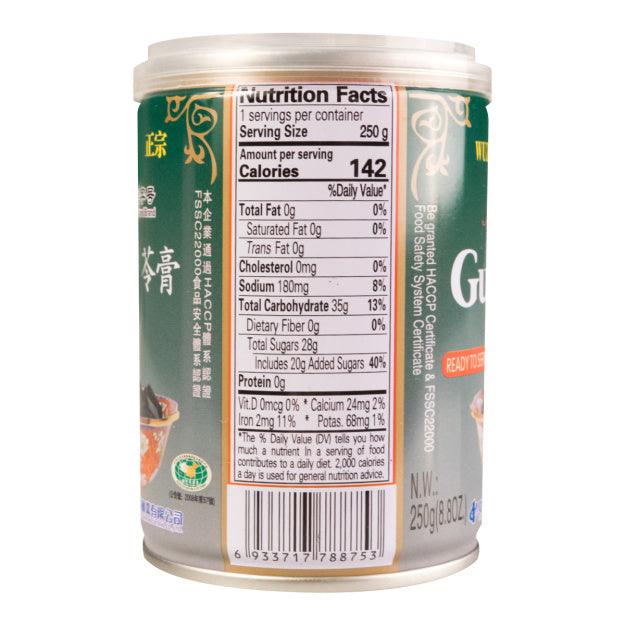 正宗
苓膏
本企業通過HACCP體系認證
FSSC22000食品安全體系認證
Nutrition Facts
1 servings per container
Serving Size 250 g
Amount per serving
Calories 142
%Daily Value*
Total Fat 0g 0%
Saturated Fat 0g 0%
Trans Fat 0g
Cholesterol 0mg 0%
Sodium 180mg 8%
Total Carbohydrate 35g 13%
Dietary Fiber 0g 0%
Total Sugars 28g
Includes 20g Added Sugars 40%
Protein 0g
Vit.D 0mcg 0% * Calcium 24mg 2%
Iron 2mg 11% * Potas. 68mg 1%
*The % Daily Value (DV) tells you how
much a nutrient in a serving of food
contributes to a daily diet. 2,000 calories
a day is used for general nutrition advice.
6 933717 788753
Be granted HACCP Certificate & FSSC22000
Food Safety System Certificate
WU
Gu
READY TO SE
N.W.:
250g(8.8OZ)